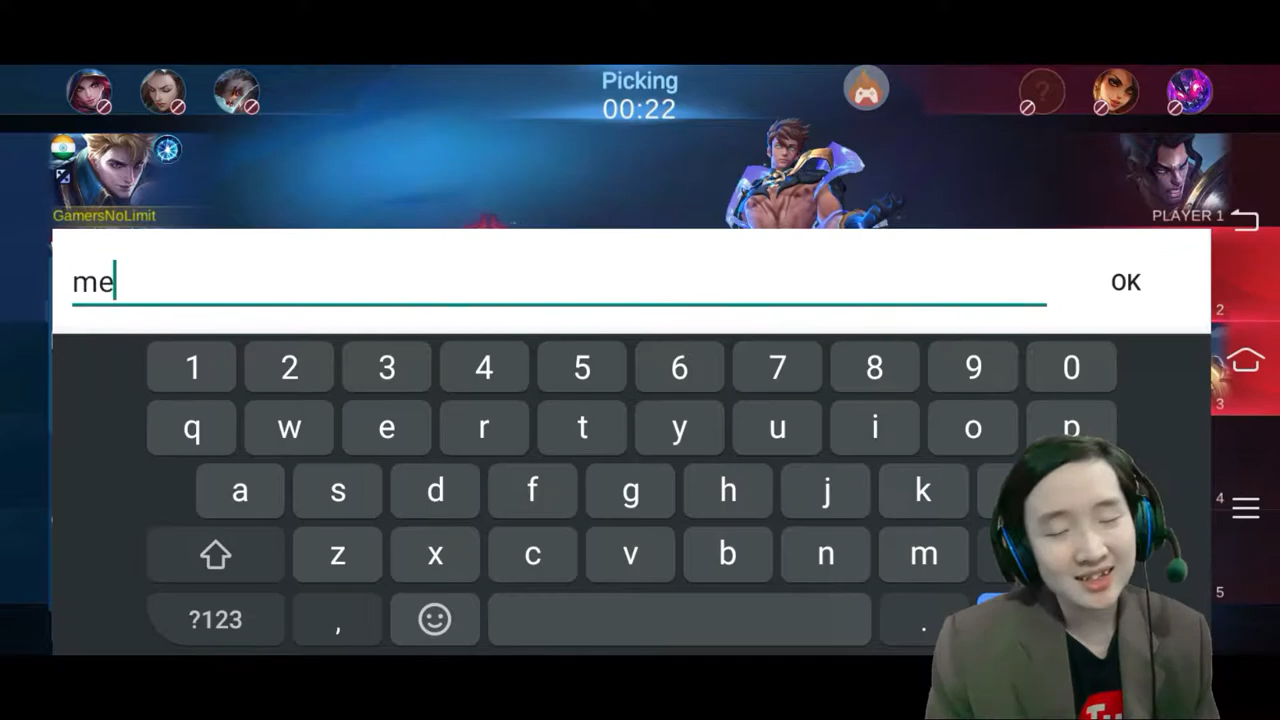 Picking
00:22
GamersNoLimit
PLAYER 1
me
OK
2
1 2 3 4 5 6 7 8 9 0
q w e r t y u i o p
3
a s d f g h j k
4
z x c v b n m
?123 , .
5